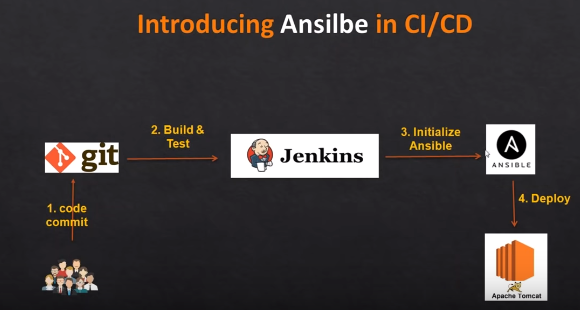 Introducing Ansilbe in CI/CD
2. Build &
Test
3. Initialize
Ansible
git
Jenkins
A
ANSIBLE
1. code
commit
4. Deploy
Apache Tomcat